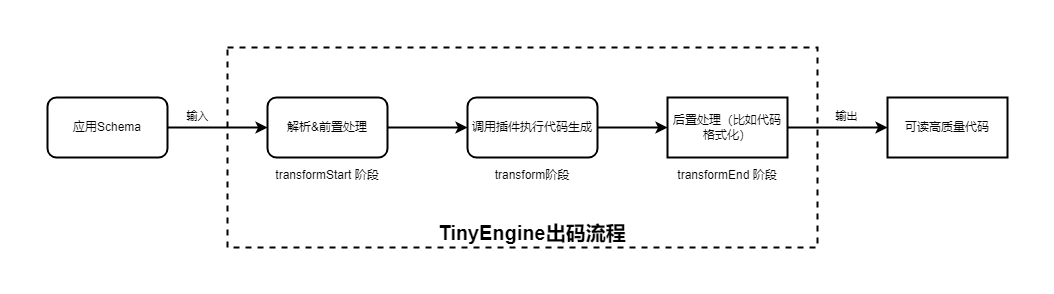 应用Schema
输入
解析&前置处理
transformStart 阶段
调用插件执行代码生成
transform阶段
后置处理（比如代码
格式化）
transformEnd 阶段
输出
可读高质量代码
TinyEngine出码流程